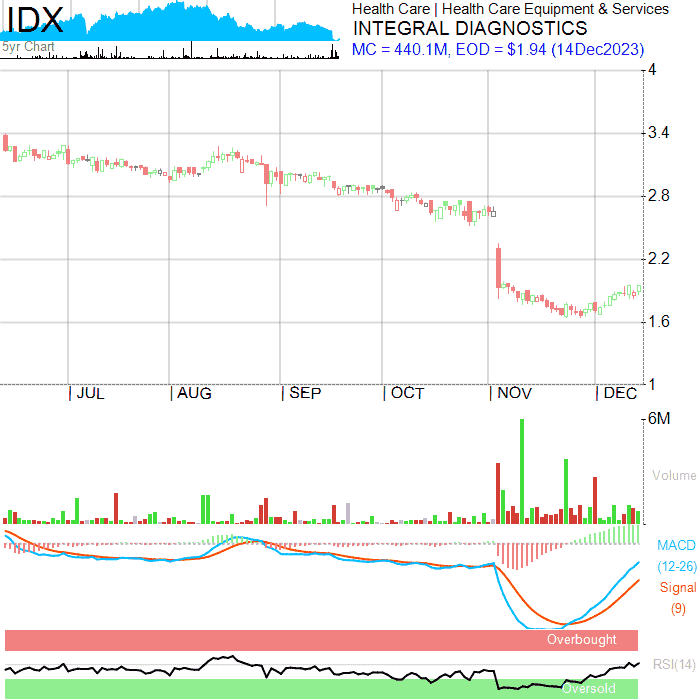 IDX
5yr Chart
Health Care | Health Care Equipment & Services
INTEGRAL DIAGNOSTICS
MC = 440.1M, EOD = $1.94 (14Dec2023)
4
3.4
2.8
2.2
1.6
1
| JUL | AUG | SEP | OCT | NOV | DEC
6M
Volume
MACD
(12-26)
Signal
(9)
Overbought
RSI(14)
Oversold